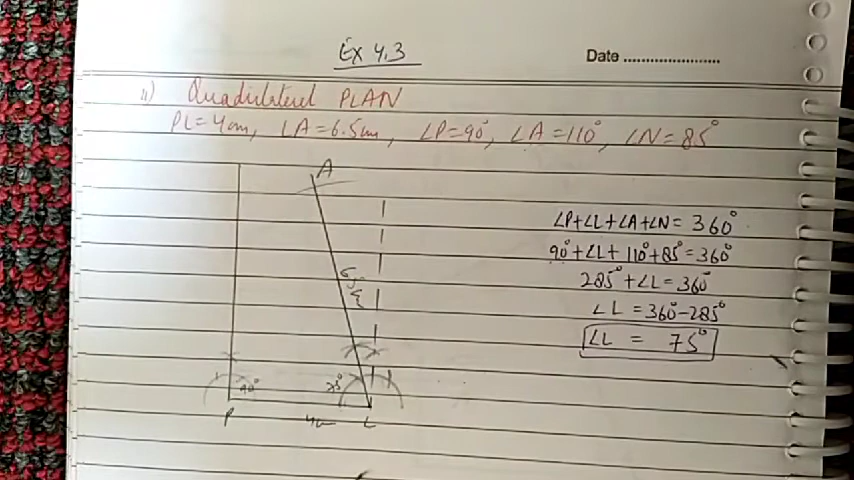 Ex 4.3
Date
ii) Quadrilateral PLAN
PL=4cm, LA=6.5cm, ∠P=90°, ∠A=110°, ∠N=85°
A
∠P+∠L+∠A+∠N=360°
90°+∠L+110°+85°=360°
285°+∠L=360°
∠L=360°-285°
∠L = 75°
90° 75°
P 4cm L